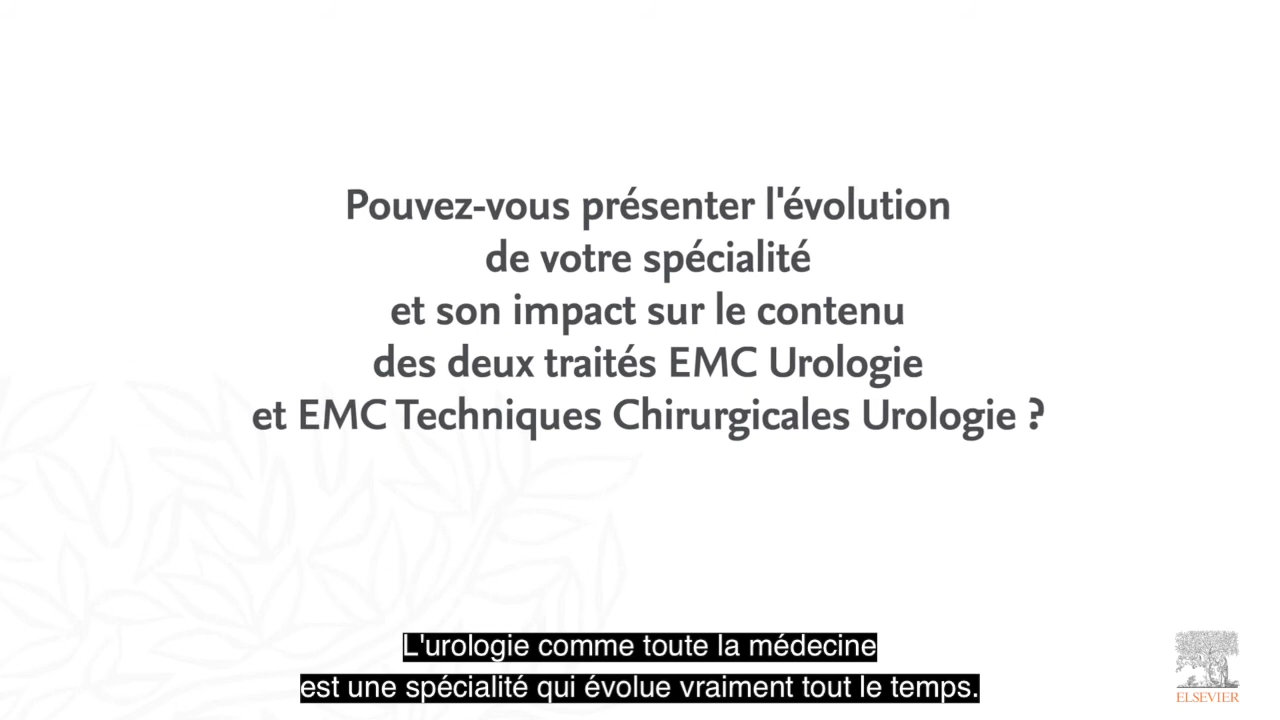 Pouvez-vous présenter l'évolution
de votre spécialité
et son impact sur le contenu
des deux traités EMC Urologie
et EMC Techniques Chirurgicales Urologie ?
L'urologie comme toute la médecine
est une spécialité qui évolue vraiment tout le temps.
ELSEVIER